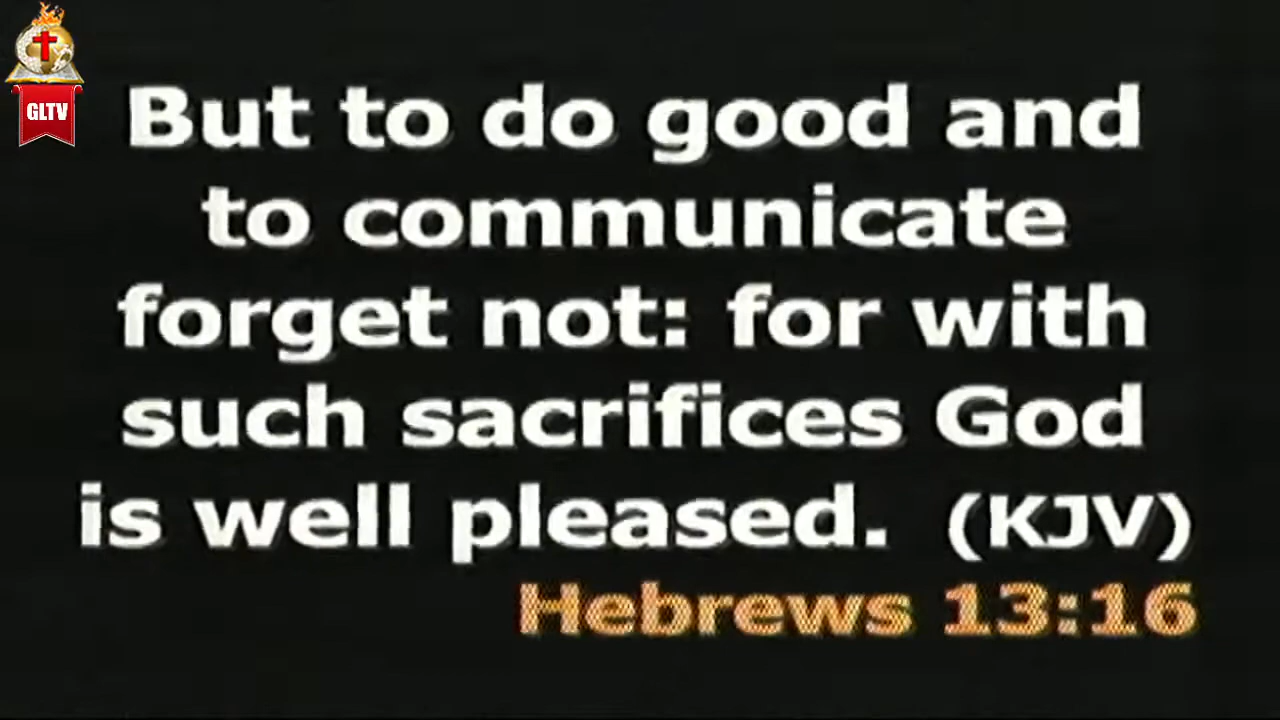 GLTV
But to do good and
to communicate
forget not: for with
such sacrifices God
is well pleased. (KJV)
Hebrews 13:16